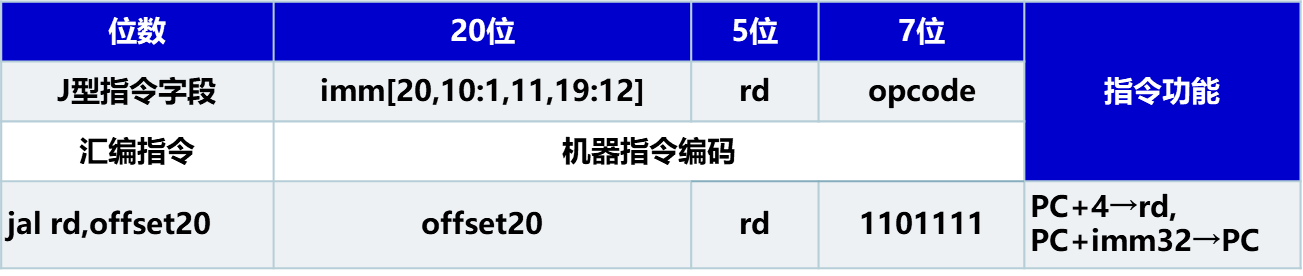 位数 20位 5位 7位 指令功能
J型指令字段 imm[20,10:1,11,19:12] rd opcode
汇编指令 机器指令编码
jal rd,offset20 offset20 rd 1101111 PC+4→rd,
PC+imm32→PC